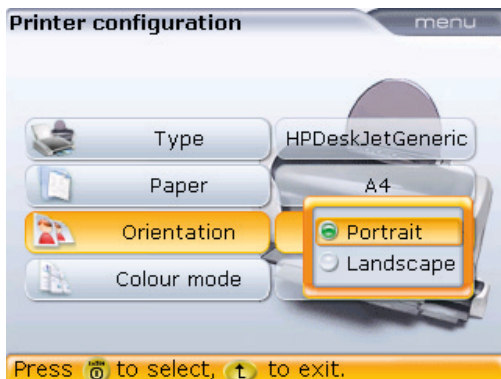 Printer configuration menu
Type HPDeskJetGeneric
Paper A4
Orientation Portrait
Landscape
Colour mode
Press to select, to exit.